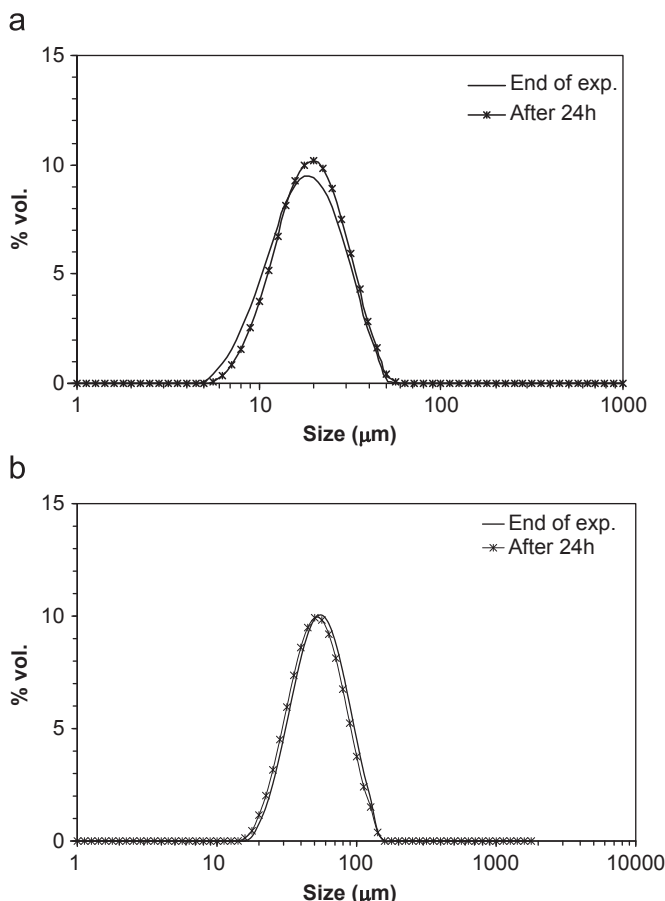 a
15
End of exp.
After 24h
10
% vol.
5
0
1 10 100 1000
Size (μm)
b
15
End of exp.
After 24h
10
% vol.
5
0
1 10 100 1000 10000
Size (μm)